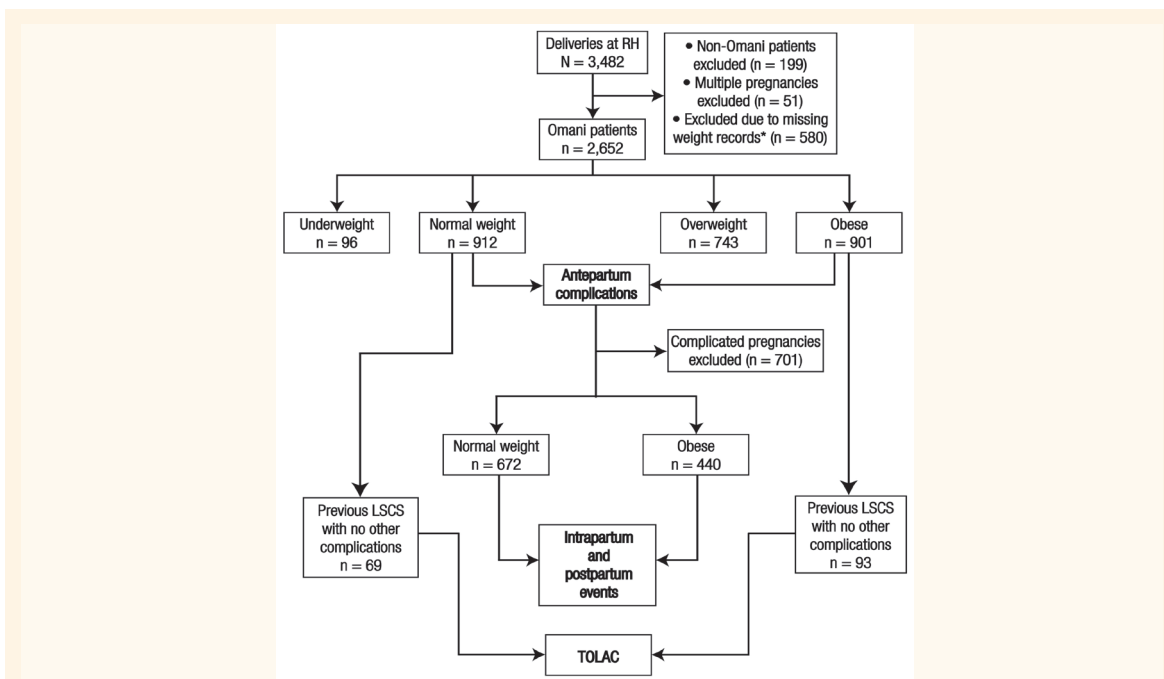 Deliveries at RH
N = 3,482
• Non-Omani patients
excluded (n = 199)
• Multiple pregnancies
excluded (n = 51)
• Excluded due to missing
weight records* (n = 580)
Omani patients
n = 2,652
Underweight
n = 96
Normal weight
n = 912
Overweight
n = 743
Obese
n = 901
Antepartum
complications
Complicated pregnancies
excluded (n = 701)
Normal weight
n = 672
Obese
n = 440
Previous LSCS
with no other
complications
n = 69
Intrapartum
and
postpartum
events
Previous LSCS
with no other
complications
n = 93
TOLAC